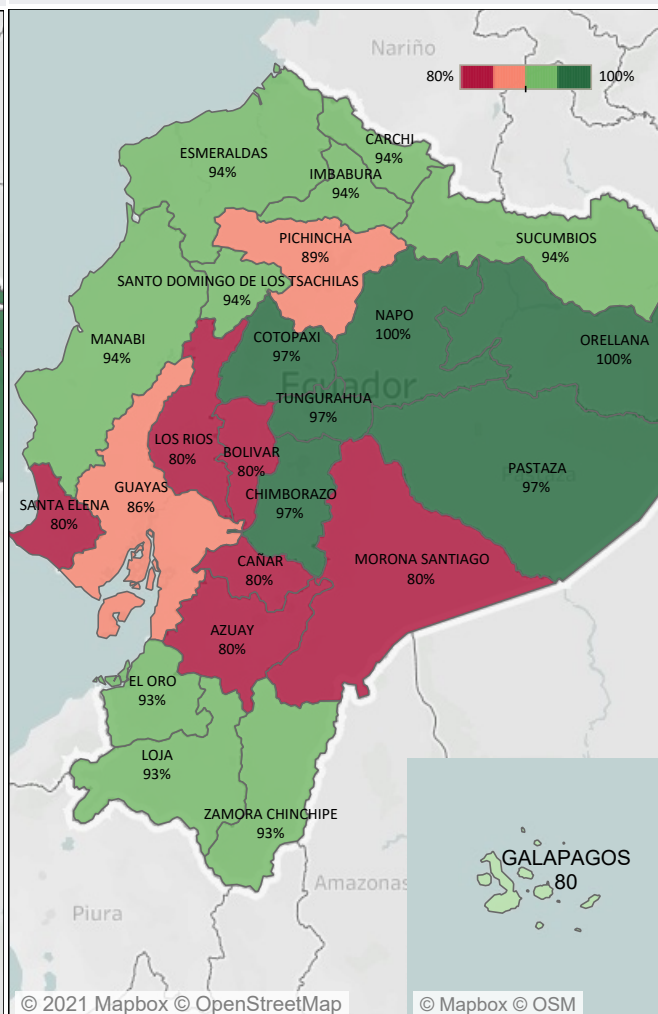 Nariño
80%
100%
CARCHI
94%
ESMERALDAS
94%
IMBABURA
94%
PICHINCHA
89%
SUCUMBIOS
94%
SANTO DOMINGO DE LOS TSACHILAS
94%
NAPO
100%
MANABI
94%
COTOPAXI
97%
ORELLANA
100%
Ecuador
TUNGURAHUA
97%
LOS RIOS
80%
BOLIVAR
80%
PASTAZA
97%
GUAYAS
86%
CHIMBORAZO
97%
SANTA ELENA
80%
CAÑAR
80%
MORONA SANTIAGO
80%
AZUAY
80%
EL ORO
93%
LOJA
93%
ZAMORA CHINCHIPE
93%
GALAPAGOS
80
Amazonas
Piura
© 2021 Mapbox © OpenStreetMap
© Mapbox © OSM